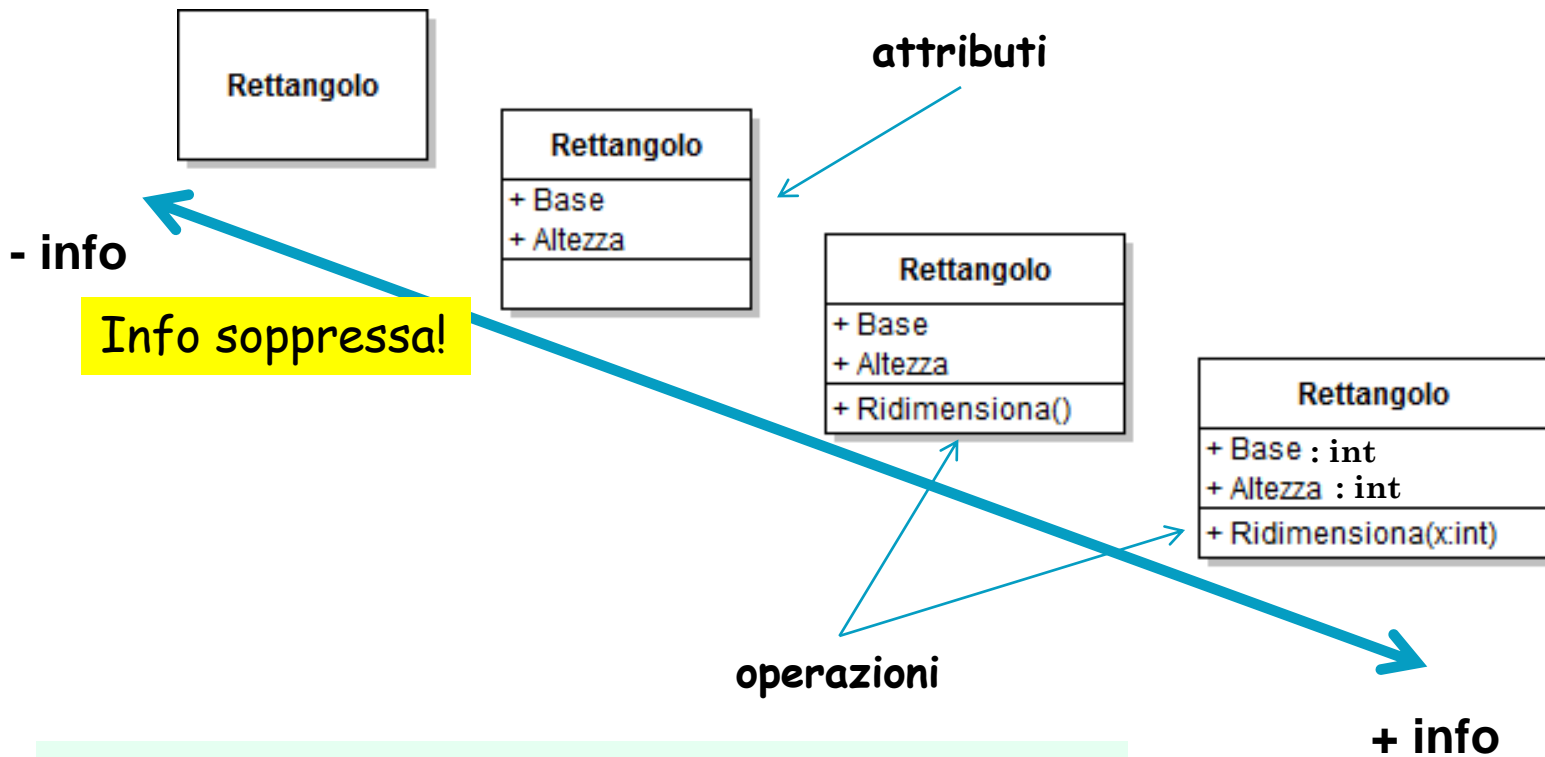 Rettangolo
attributi
Rettangolo
+ Base
+ Altezza
- info
Info soppressa!
Rettangolo
+ Base
+ Altezza
+ Ridimensiona()
Rettangolo
+ Base : int
+ Altezza : int
+ Ridimensiona(x:int)
operazioni
+ info